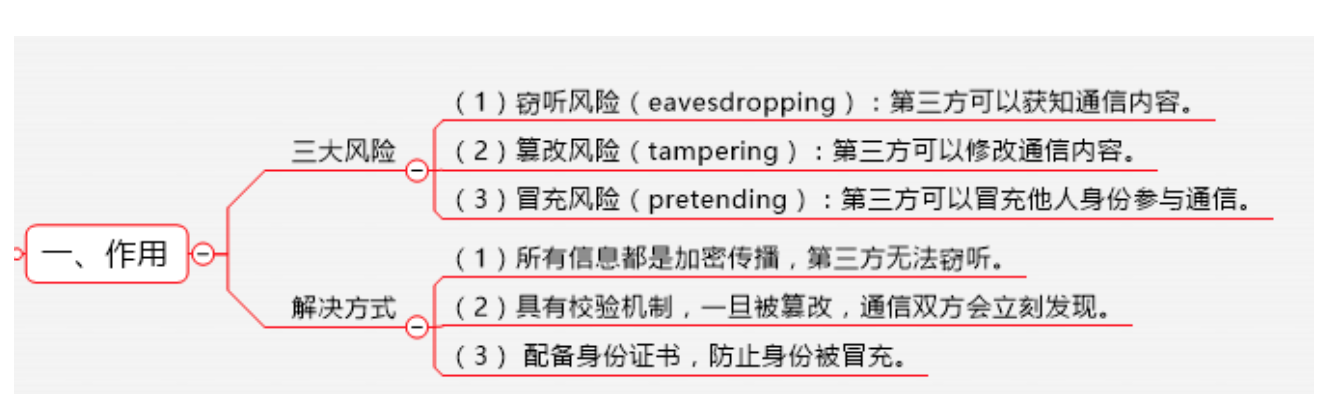 一、作用
三大风险
（1）窃听风险（eavesdropping）：第三方可以获知通信内容。
（2）篡改风险（tampering）：第三方可以修改通信内容。
（3）冒充风险（pretending）：第三方可以冒充他人身份参与通信。
解决方式
（1）所有信息都是加密传播，第三方无法窃听。
（2）具有校验机制，一旦被篡改，通信双方会立刻发现。
（3） 配备身份证书，防止身份被冒充。